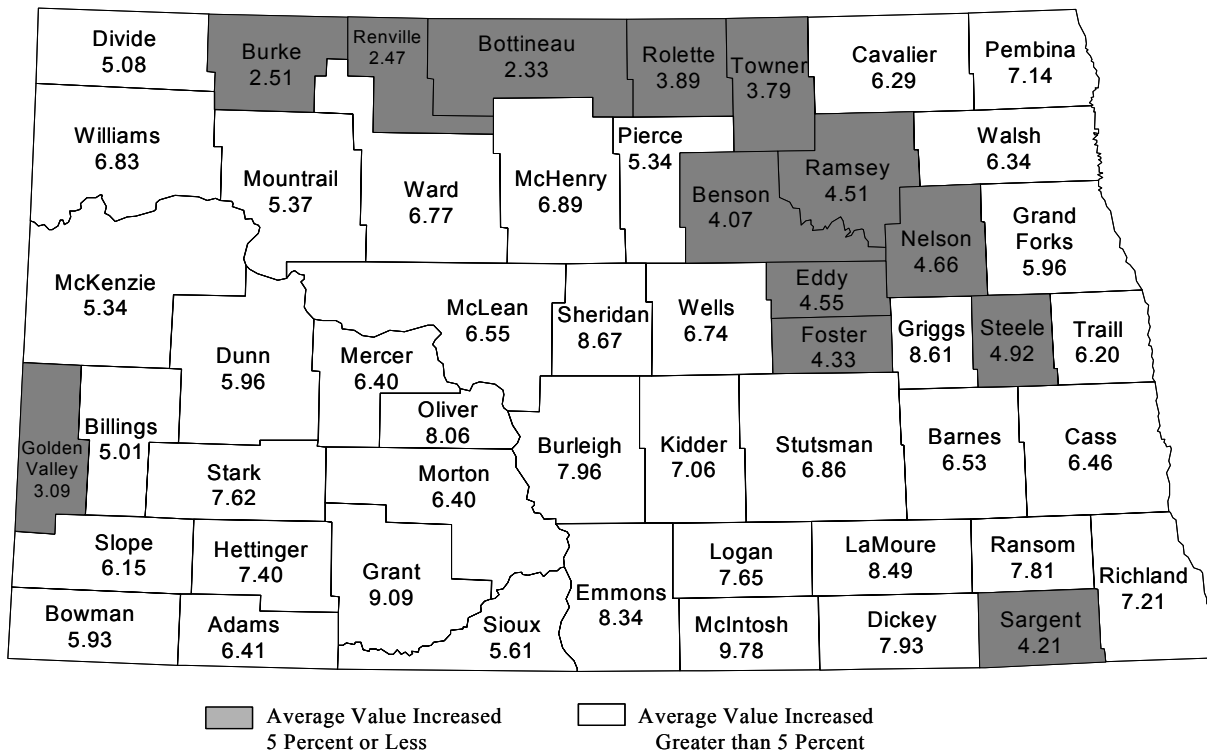 Divide
5.08
Burke
2.51
Renville
2.47
Bottineau
2.33
Rolette
3.89
Towner
3.79
Cavalier
6.29
Pembina
7.14
Williams
6.83
Mountrail
5.37
Ward
6.77
McHenry
6.89
Pierce
5.34
Benson
4.07
Ramsey
4.51
Walsh
6.34
Nelson
4.66
Grand
Forks
5.96
McKenzie
5.34
Dunn
5.96
Mercer
6.40
McLean
6.55
Sheridan
8.67
Wells
6.74
Eddy
4.55
Foster
4.33
Griggs
8.61
Steele
4.92
Traill
6.20
Golden
Valley
3.09
Billings
5.01
Stark
7.62
Oliver
8.06
Morton
6.40
Burleigh
7.96
Kidder
7.06
Stutsman
6.86
Barnes
6.53
Cass
6.46
Slope
6.15
Hettinger
7.40
Grant
9.09
Emmons
8.34
Logan
7.65
LaMoure
8.49
Ransom
7.81
Richland
7.21
Bowman
5.93
Adams
6.41
Sioux
5.61
McIntosh
9.78
Dickey
7.93
Sargent
4.21
Average Value Increased
5 Percent or Less
Average Value Increased
Greater than 5 Percent